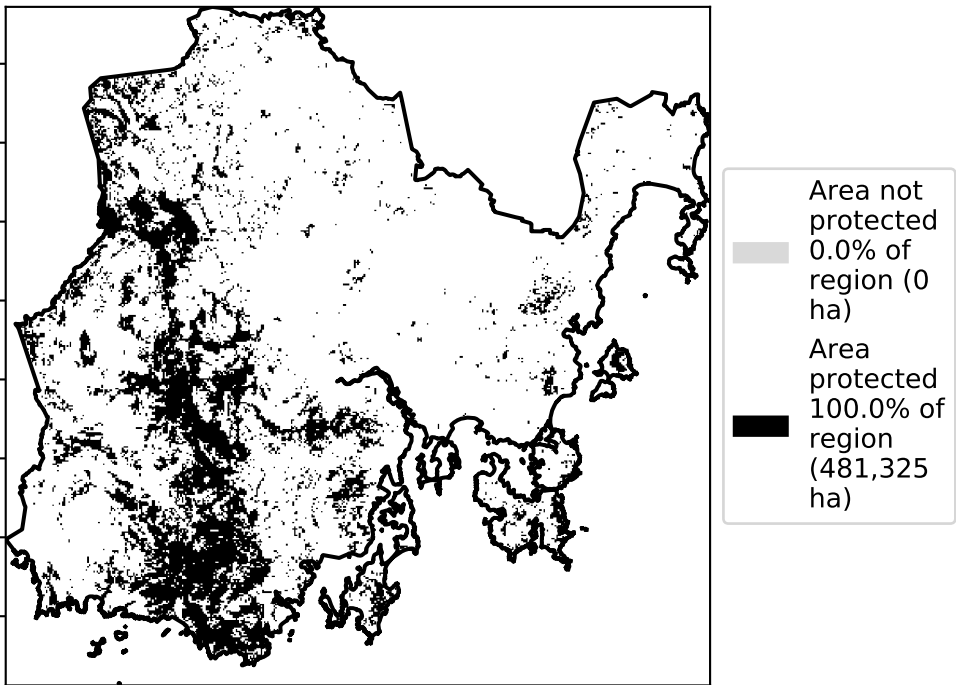 Area not
protected
0.0% of
region (0
ha)
Area
protected
100.0% of
region
(481,325
ha)